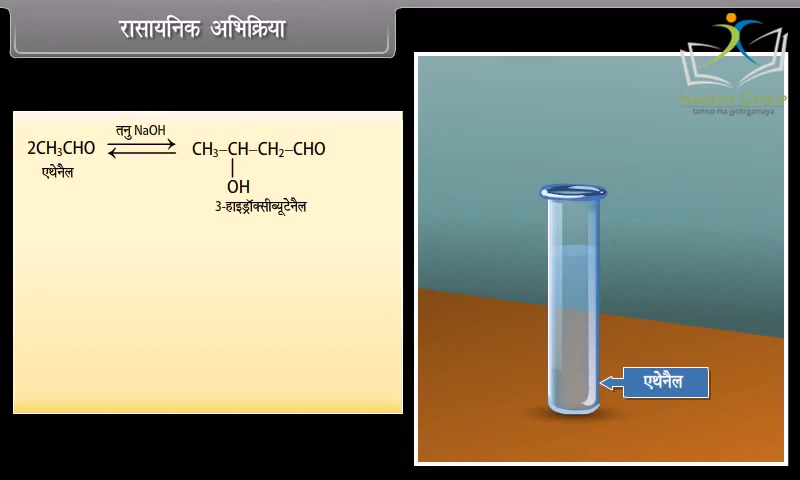 रासायनिक अभिक्रिया
तनु NaOH
2CH₃CHO ⇌ CH₃–CH–CH₂–CHO
एथेनैल
OH
3-हाइड्रॉक्सीब्यूटेनैल
एथेनैल
tamso ma jyotirgamaya